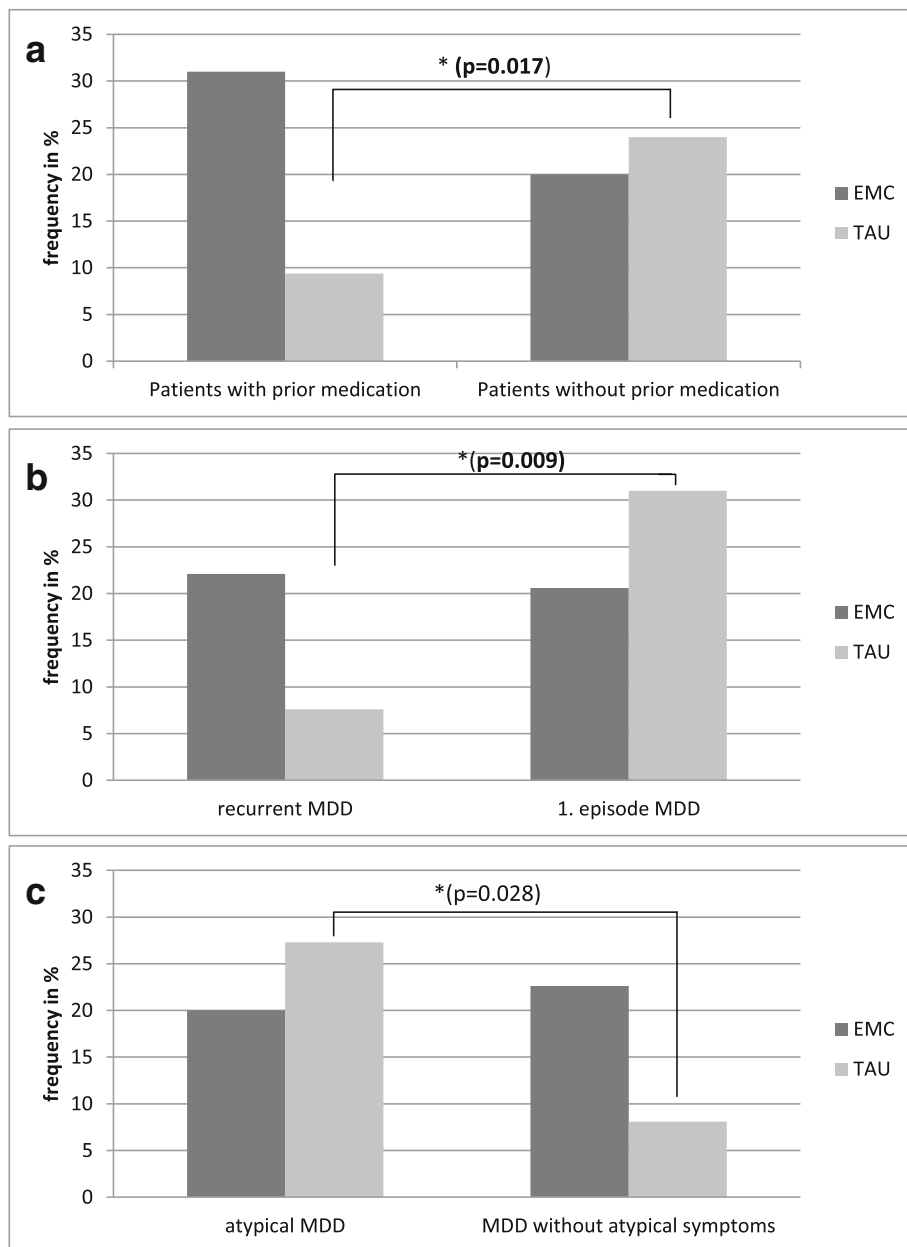 a
35
30
25
20
15
10
5
0
frequency in %
* (p=0.017)
EMC
TAU
Patients with prior medication
Patients without prior medication
b
35
30
25
20
15
10
5
0
frequency in %
*(p=0.009)
EMC
TAU
recurrent MDD
1. episode MDD
c
35
30
25
20
15
10
5
0
frequency in %
*(p=0.028)
EMC
TAU
atypical MDD
MDD without atypical symptoms